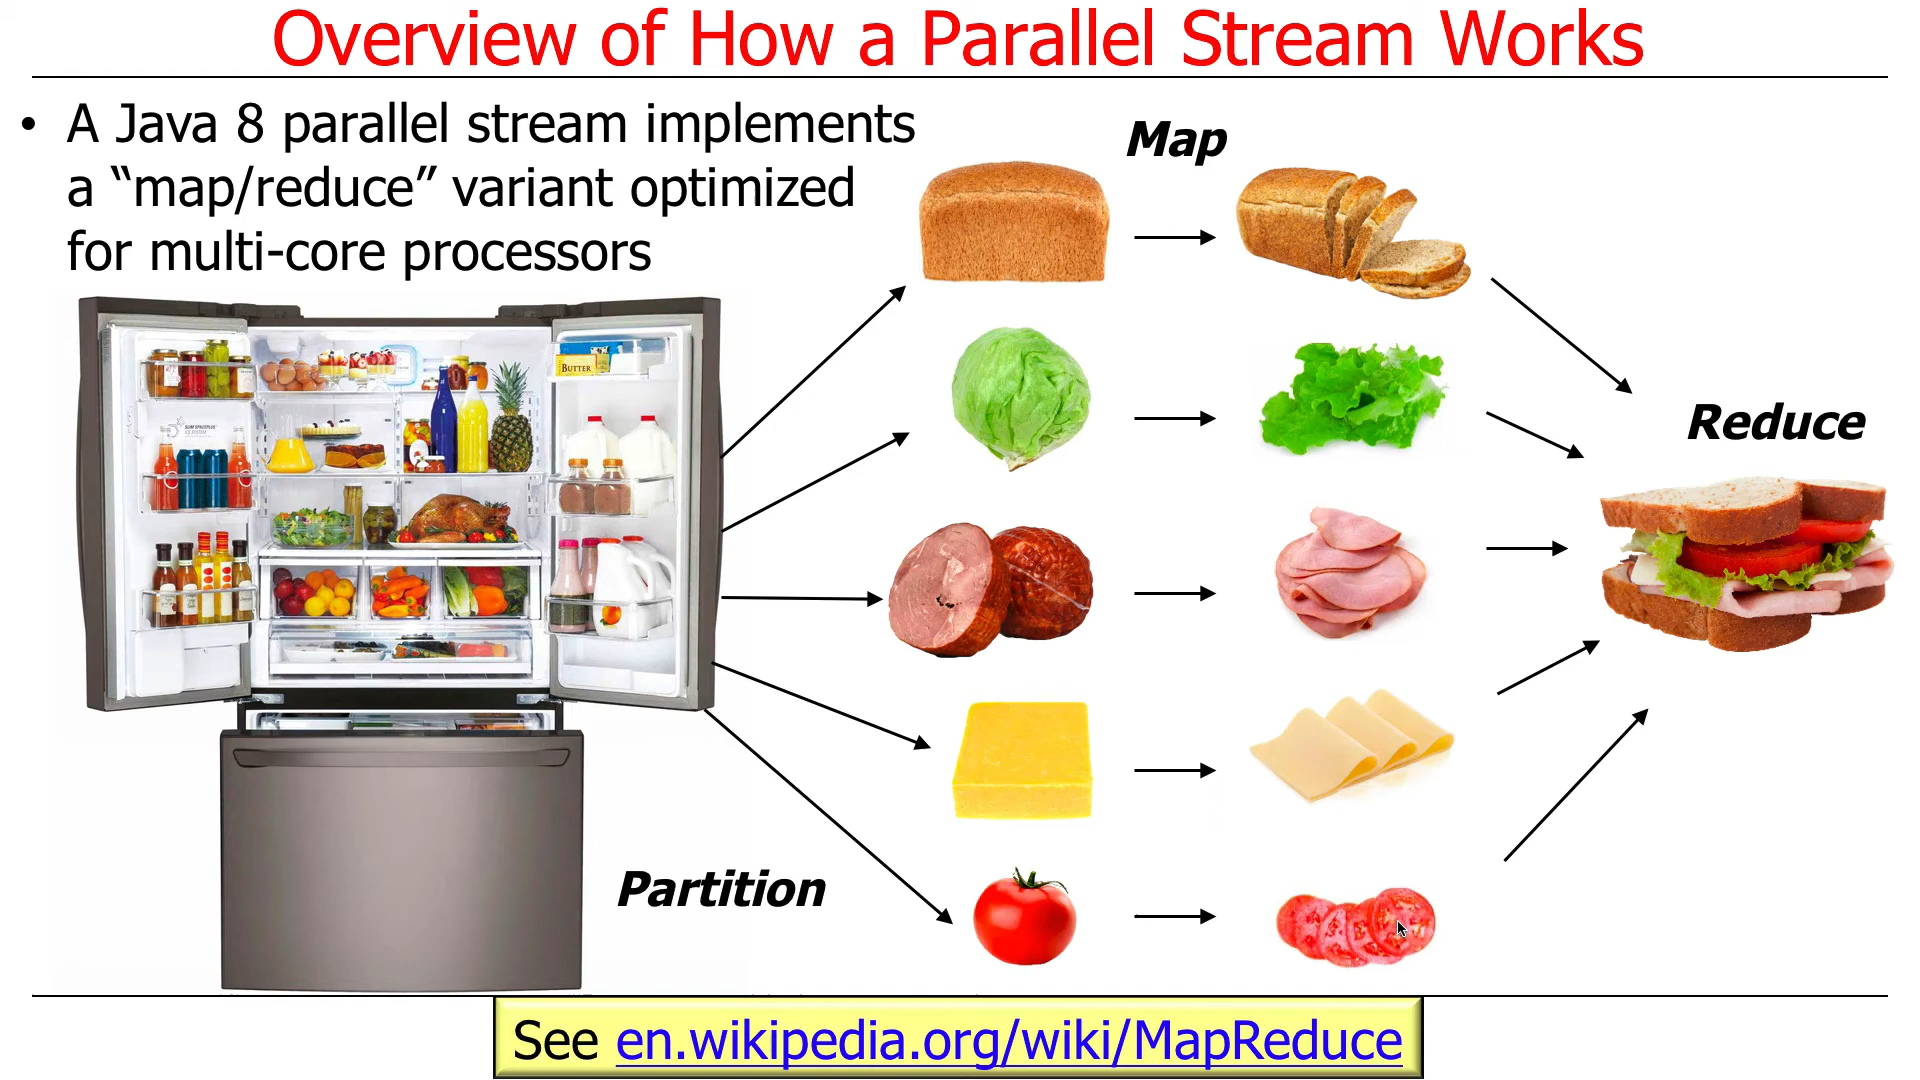 Overview of How a Parallel Stream Works
• A Java 8 parallel stream implements
a “map/reduce” variant optimized
for multi-core processors
Map
Reduce
BUTTER
Partition
See en.wikipedia.org/wiki/MapReduce